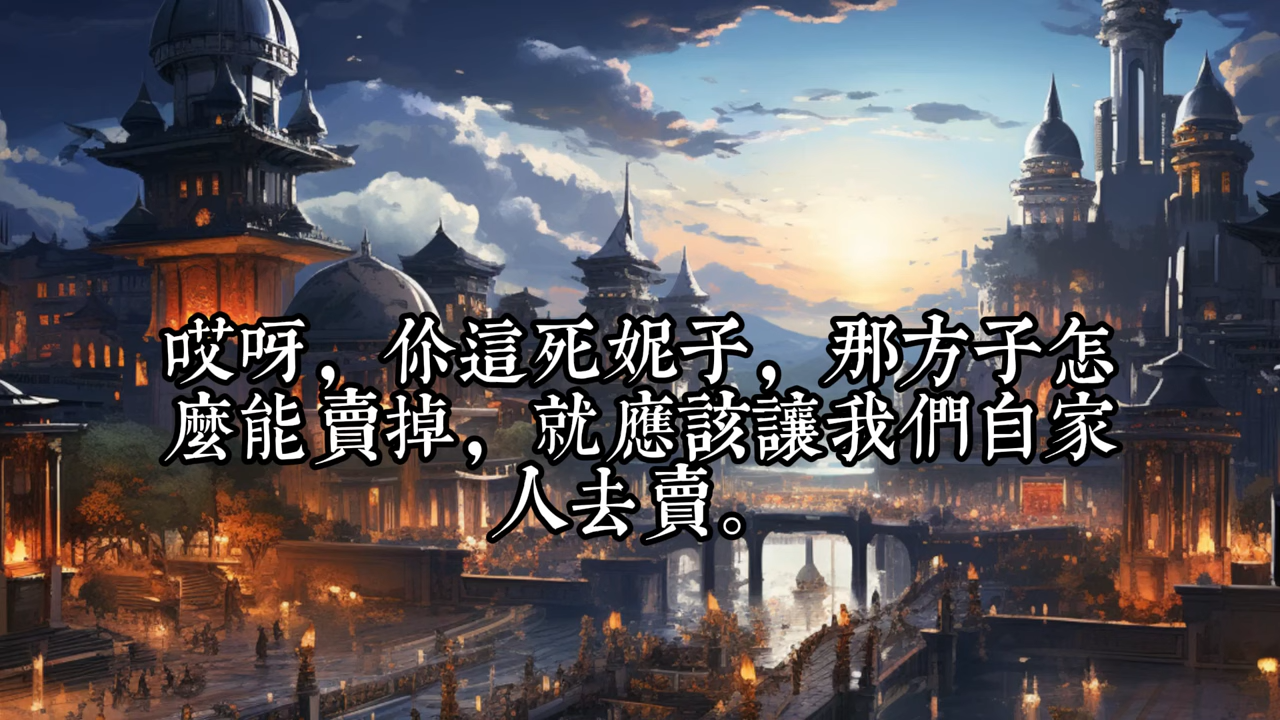 哎呀，伱這死妮子，那方子怎
麼能賣掉，就應該讓我們自家
人去賣。